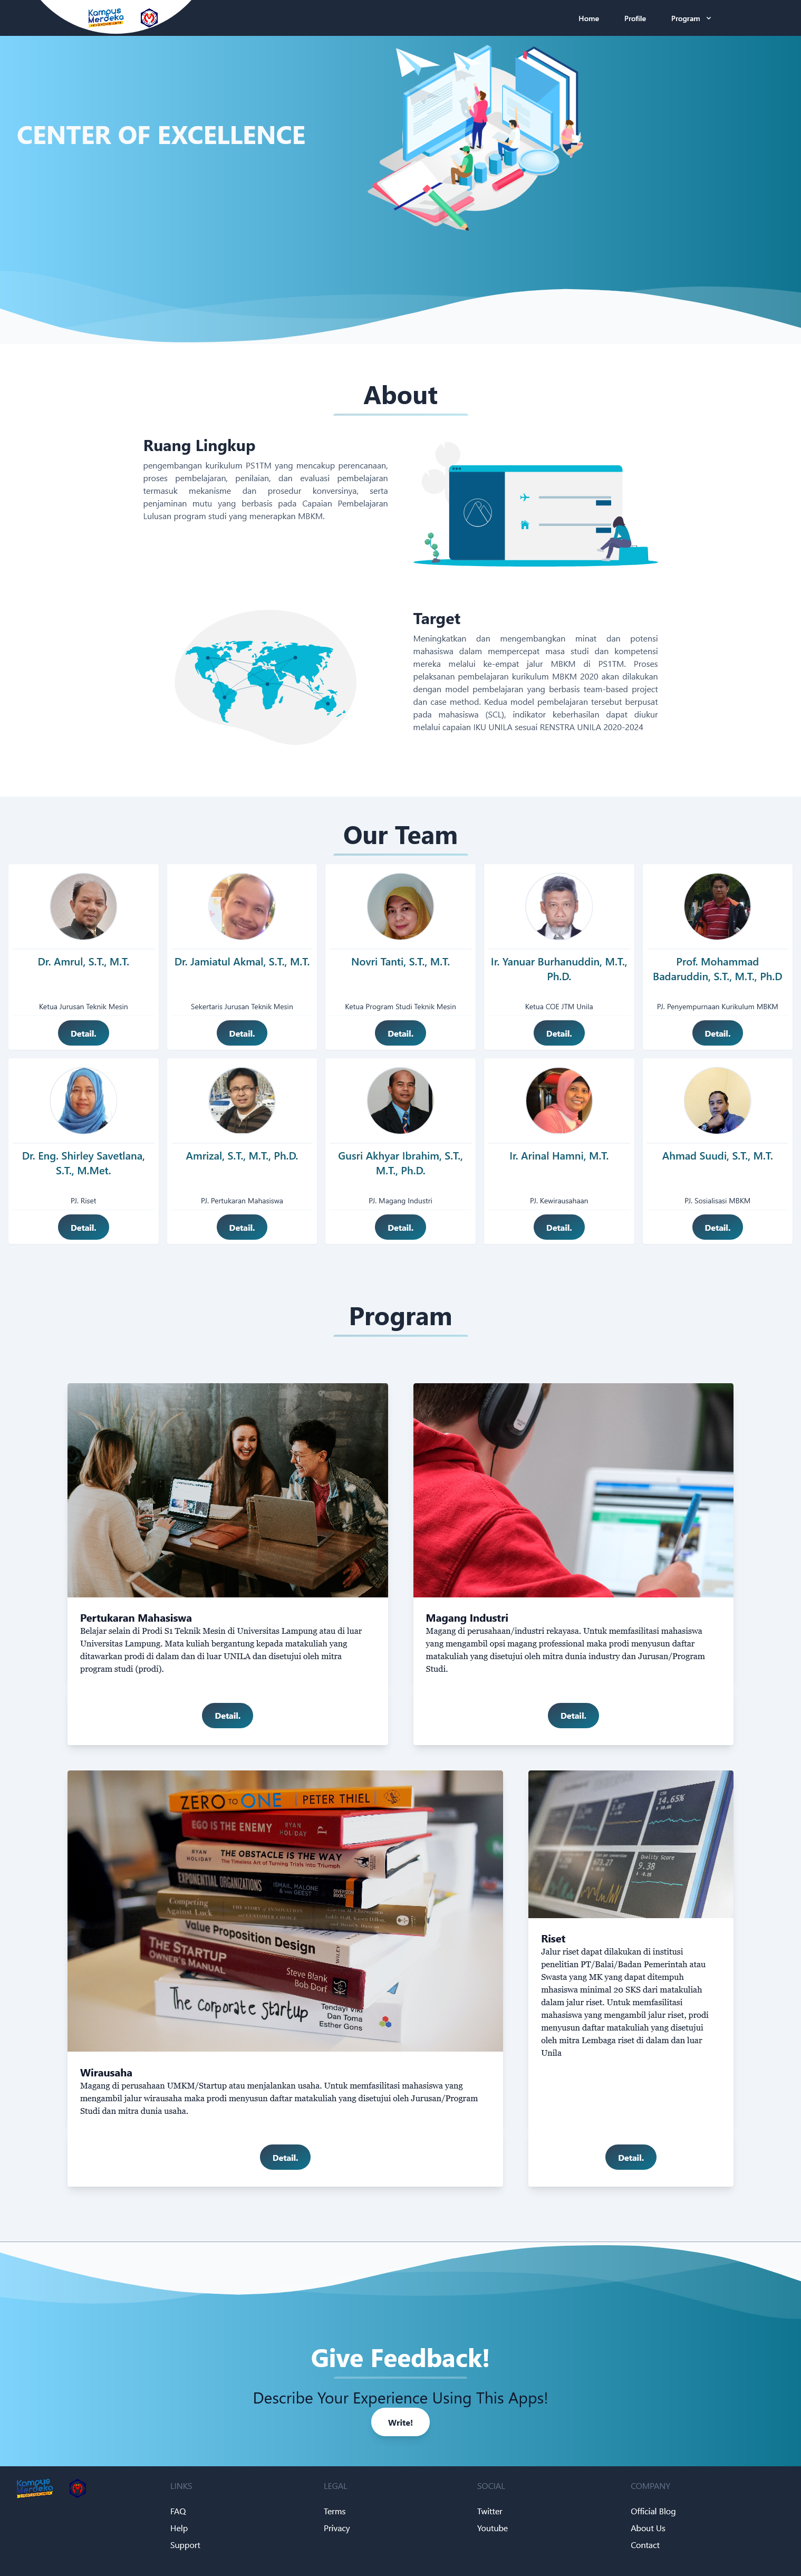 Kampus
Merdeka
Home
Profile
Program
CENTER OF EXCELLENCE
About
Ruang Lingkup
pengembangan kurikulum PS1TM yang mencakup perencanaan,
proses pembelajaran, penilaian, dan evaluasi pembelajaran
termasuk mekanisme dan prosedur konversinya, serta
penjaminan mutu yang berbasis pada Capaian Pembelajaran
Lulusan program studi yang menerapkan MBKM.
Target
Meningkatkan dan mengembangkan minat dan potensi
mahasiswa dalam mempercepat masa studi dan kompetensi
mereka melalui ke-empat jalur MBKM di PS1TM. Proses
pelaksanan pembelajaran kurikulum MBKM 2020 akan dilakukan
dengan model pembelajaran yang berbasis team-based project
dan case method. Kedua model pembelajaran tersebut berpusat
pada mahasiswa (SCL), indikator keberhasilan dapat diukur
melalui capaian IKU UNILA sesuai RENSTRA UNILA 2020-2024
Our Team
Dr. Amrul, S.T., M.T.
Ketua Jurusan Teknik Mesin
Detail.
Dr. Jamiatul Akmal, S.T., M.T.
Sekertaris Jurusan Teknik Mesin
Detail.
Novri Tanti, S.T., M.T.
Ketua Program Studi Teknik Mesin
Detail.
Ir. Yanuar Burhanuddin, M.T.,
Ph.D.
Ketua COE JTM Unila
Detail.
Prof. Mohammad
Badaruddin, S.T., M.T., Ph.D
PJ. Penyempurnaan Kurikulum MBKM
Detail.
Dr. Eng. Shirley Savetlana,
S.T., M.Met.
PJ. Riset
Detail.
Amrizal, S.T., M.T., Ph.D.
PJ. Pertukaran Mahasiswa
Detail.
Gusri Akhyar Ibrahim, S.T.,
M.T., Ph.D.
PJ. Magang Industri
Detail.
Ir. Arinal Hamni, M.T.
PJ. Kewirausahaan
Detail.
Ahmad Suudi, S.T., M.T.
PJ. Sosialisasi MBKM
Detail.
Program
Pertukaran Mahasiswa
Belajar selain di Prodi S1 Teknik Mesin di Universitas Lampung atau di luar
Universitas Lampung. Mata kuliah bergantung kepada matakuliah yang
ditawarkan prodi di dalam dan di luar UNILA dan disetujui oleh mitra
program studi (prodi).
Detail.
Magang Industri
Magang di perusahaan/industri rekayasa. Untuk memfasilitasi mahasiswa
yang mengambil opsi magang professional maka prodi menyusun daftar
matakuliah yang disetujui oleh mitra dunia industry dan Jurusan/Program
Studi.
Detail.
ZERO TO ONE PETER THIEL
EGO IS THE ENEMY RYAN HOLIDAY
RYAN HOLIDAY THE OBSTACLE IS THE WAY
The Timeless Art of Turning Trials into Triumph
EXPONENTIAL ORGANIZATIONS ISMAIL, MALONE & VAN GEEST
Competing Against Luck
Value Proposition Design WILEY
THE STARTUP OWNER'S MANUAL Steve Blank Bob Dorf
The corporate startup Tendayi Viki Dan Toma Esther Gons
Wirausaha
Magang di perusahaan UMKM/Startup atau menjalankan usaha. Untuk memfasilitasi mahasiswa yang
mengambil jalur wirausaha maka prodi menyusun daftar matakuliah yang disetujui oleh Jurusan/Program
Studi dan mitra dunia usaha.
Detail.
14.65%
Quality Score
9.38
Riset
Jalur riset dapat dilakukan di institusi
penelitian PT/Balai/Badan Pemerintah atau
Swasta yang MK yang dapat ditempuh
mhasiswa minimal 20 SKS dari matakuliah
dalam jalur riset. Untuk memfasilitasi
mahasiswa yang mengambil jalur riset, prodi
menyusun daftar matakuliah yang disetujui
oleh mitra Lembaga riset di dalam dan luar
Unila
Detail.
Give Feedback!
Describe Your Experience Using This Apps!
Write!
Kampus
Merdeka
LINKS
FAQ
Help
Support
LEGAL
Terms
Privacy
SOCIAL
Twitter
Youtube
COMPANY
Official Blog
About Us
Contact